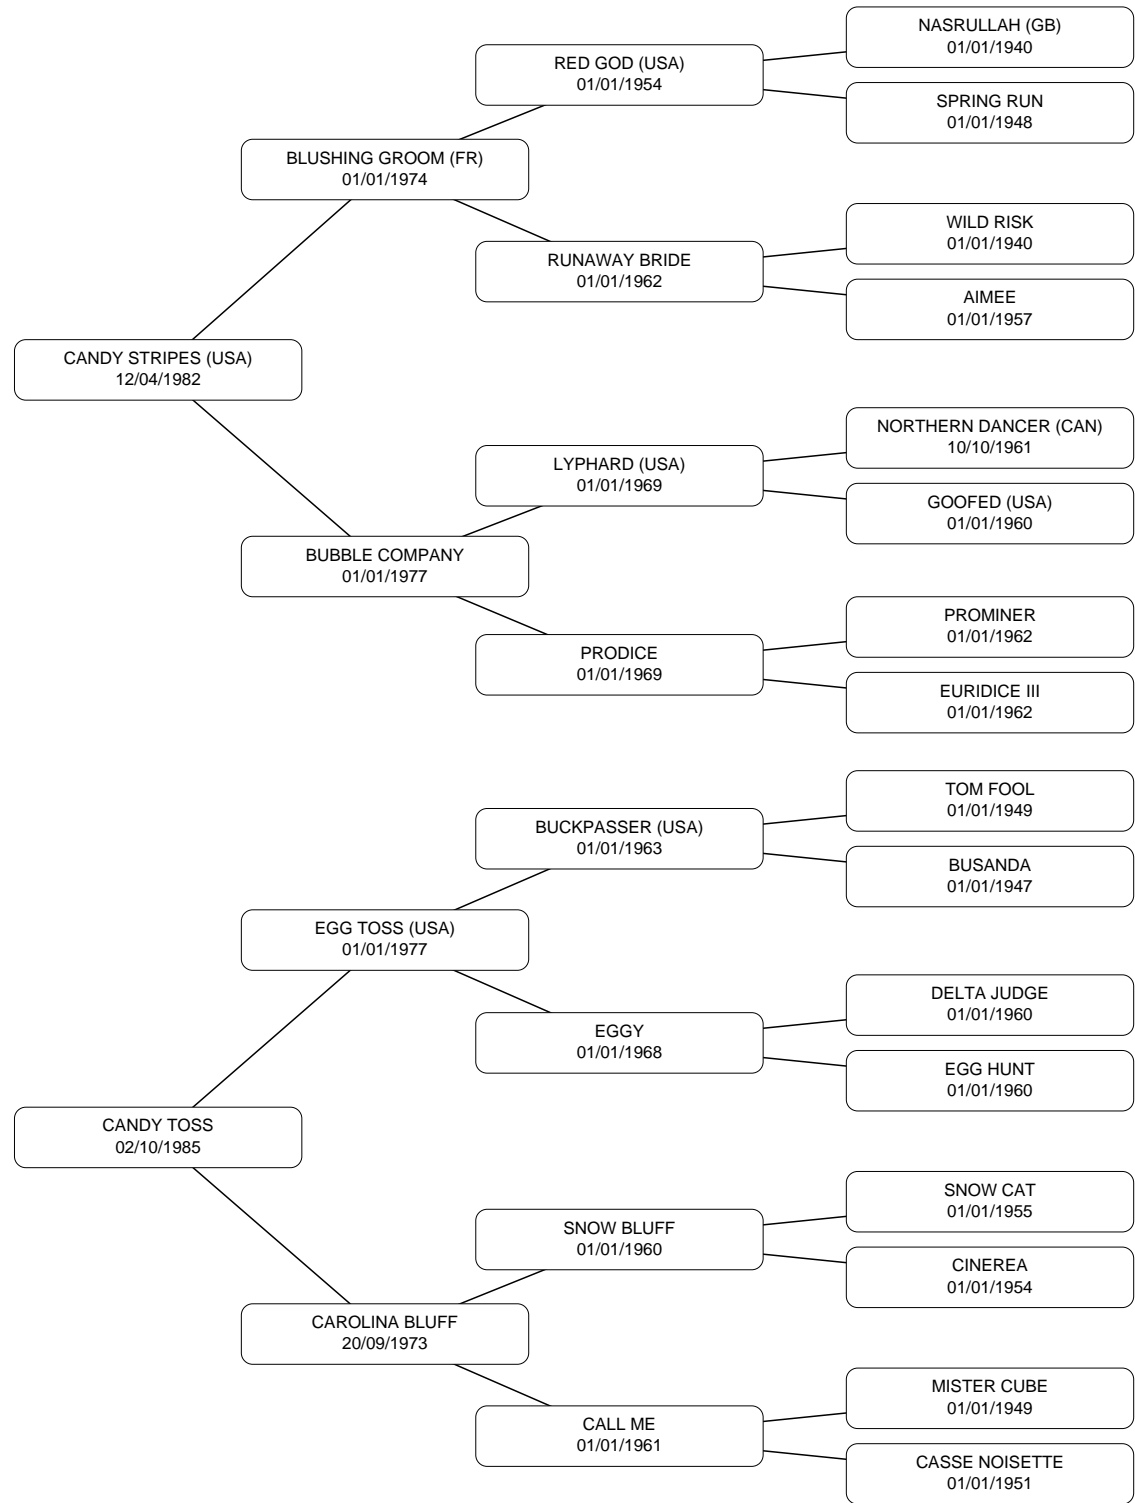 NASRULLAH (GB)
01/01/1940
RED GOD (USA)
01/01/1954
SPRING RUN
01/01/1948
BLUSHING GROOM (FR)
01/01/1974
WILD RISK
01/01/1940
RUNAWAY BRIDE
01/01/1962
AIMEE
01/01/1957
CANDY STRIPES (USA)
12/04/1982
NORTHERN DANCER (CAN)
10/10/1961
LYPHARD (USA)
01/01/1969
GOOFED (USA)
01/01/1960
BUBBLE COMPANY
01/01/1977
PROMINER
01/01/1962
PRODICE
01/01/1969
EURIDICE III
01/01/1962
TOM FOOL
01/01/1949
BUCKPASSER (USA)
01/01/1963
BUSANDA
01/01/1947
EGG TOSS (USA)
01/01/1977
DELTA JUDGE
01/01/1960
EGGY
01/01/1968
EGG HUNT
01/01/1960
CANDY TOSS
02/10/1985
SNOW CAT
01/01/1955
SNOW BLUFF
01/01/1960
CINEREA
01/01/1954
CAROLINA BLUFF
20/09/1973
MISTER CUBE
01/01/1949
CALL ME
01/01/1961
CASSE NOISETTE
01/01/1951